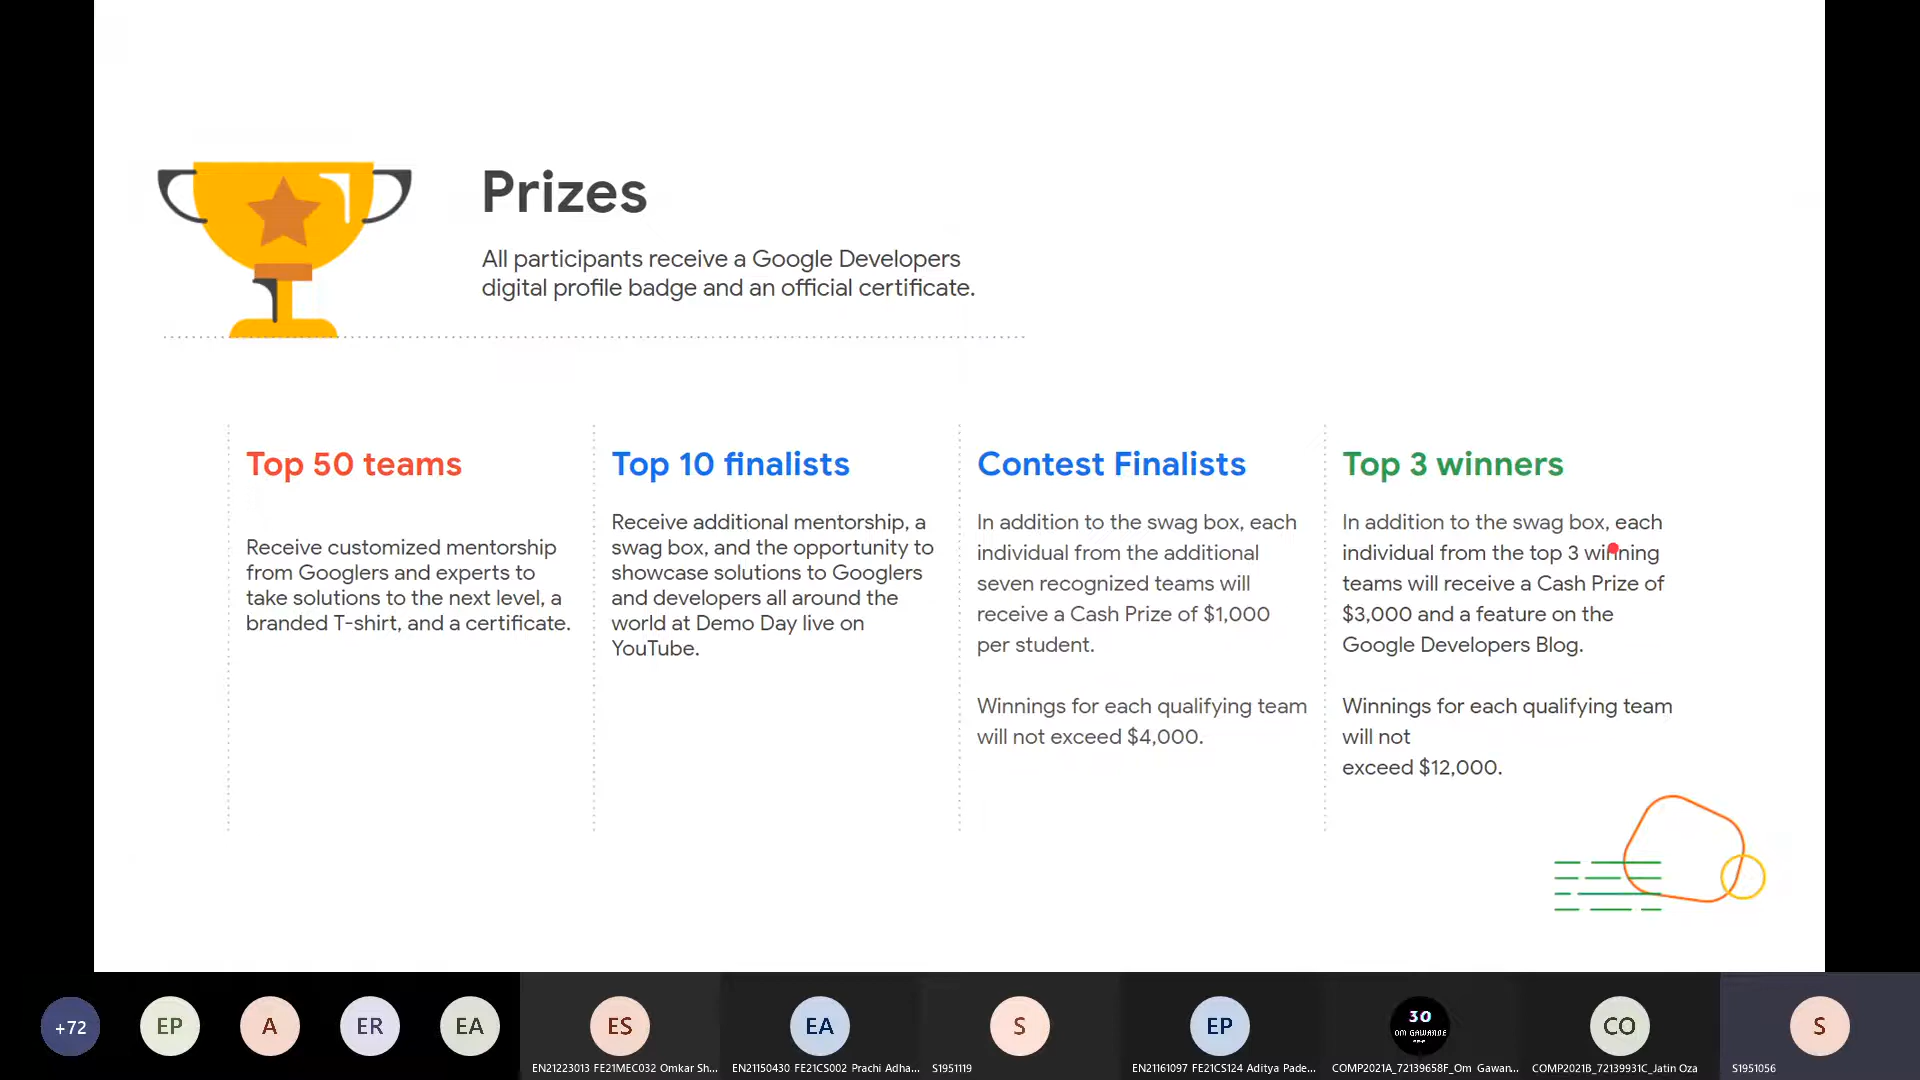 Prizes
All participants receive a Google Developers
digital profile badge and an official certificate.
Top 50 teams
Receive customized mentorship
from Googlers and experts to
take solutions to the next level, a
branded T-shirt, and a certificate.
Top 10 finalists
Receive additional mentorship, a
swag box, and the opportunity to
showcase solutions to Googlers
and developers all around the
world at Demo Day live on
YouTube.
Contest Finalists
In addition to the swag box, each
individual from the additional
seven recognized teams will
receive a Cash Prize of $1,000
per student.
Winnings for each qualifying team
will not exceed $4,000.
Top 3 winners
In addition to the swag box, each
individual from the top 3 winning
teams will receive a Cash Prize of
$3,000 and a feature on the
Google Developers Blog.
Winnings for each qualifying team
will not
exceed $12,000.
+72
EP
A
ER
EA
ES
EN21223013 FE21MEC032 Omkar Sh...
EA
EN21150430 FE21CS002 Prachi Adha...
S
S1951119
EP
EN21161097 FE21CS124 Aditya Pade...
30
OM GAWANDE
COMP2021A_72139658F_Om Gawan...
CO
COMP2021B_72139931C_Jatin Oza
S
S1951056